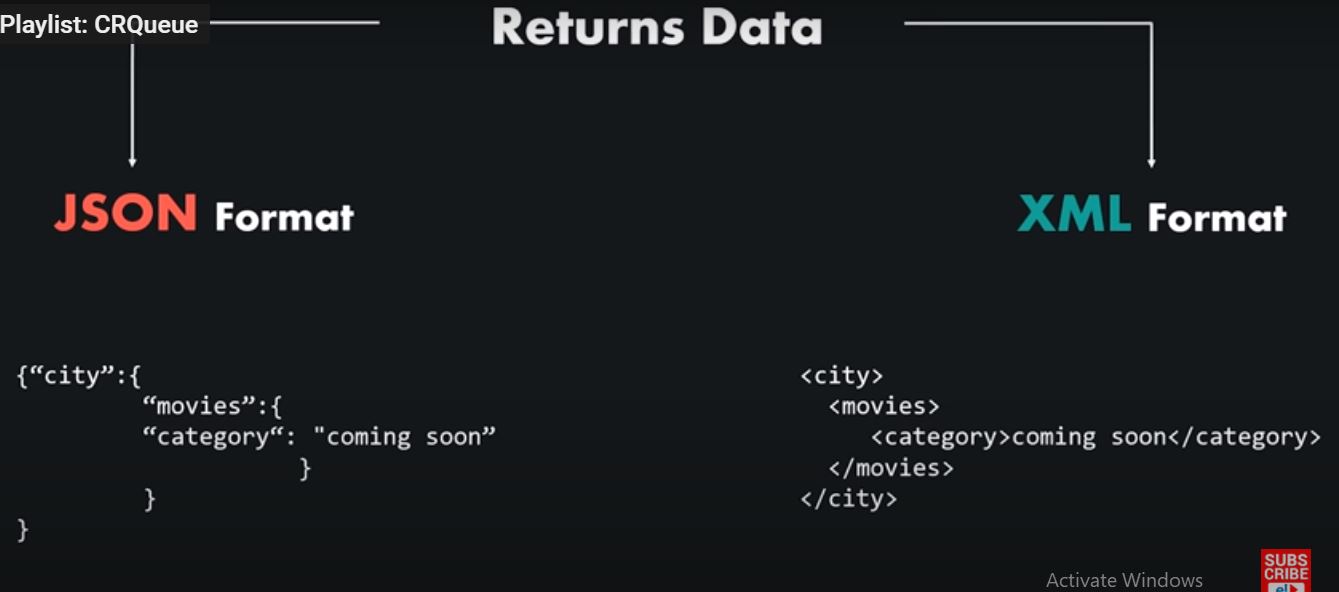 Playlist: CRQueue
Returns Data
JSON Format
XML Format
{“city”:{
“movies”:{
“category“: "coming soon”
}
}
}
<city>
<movies>
<category>coming soon</category>
</movies>
</city>
Activate Windows
SUBS
CRIBE
el